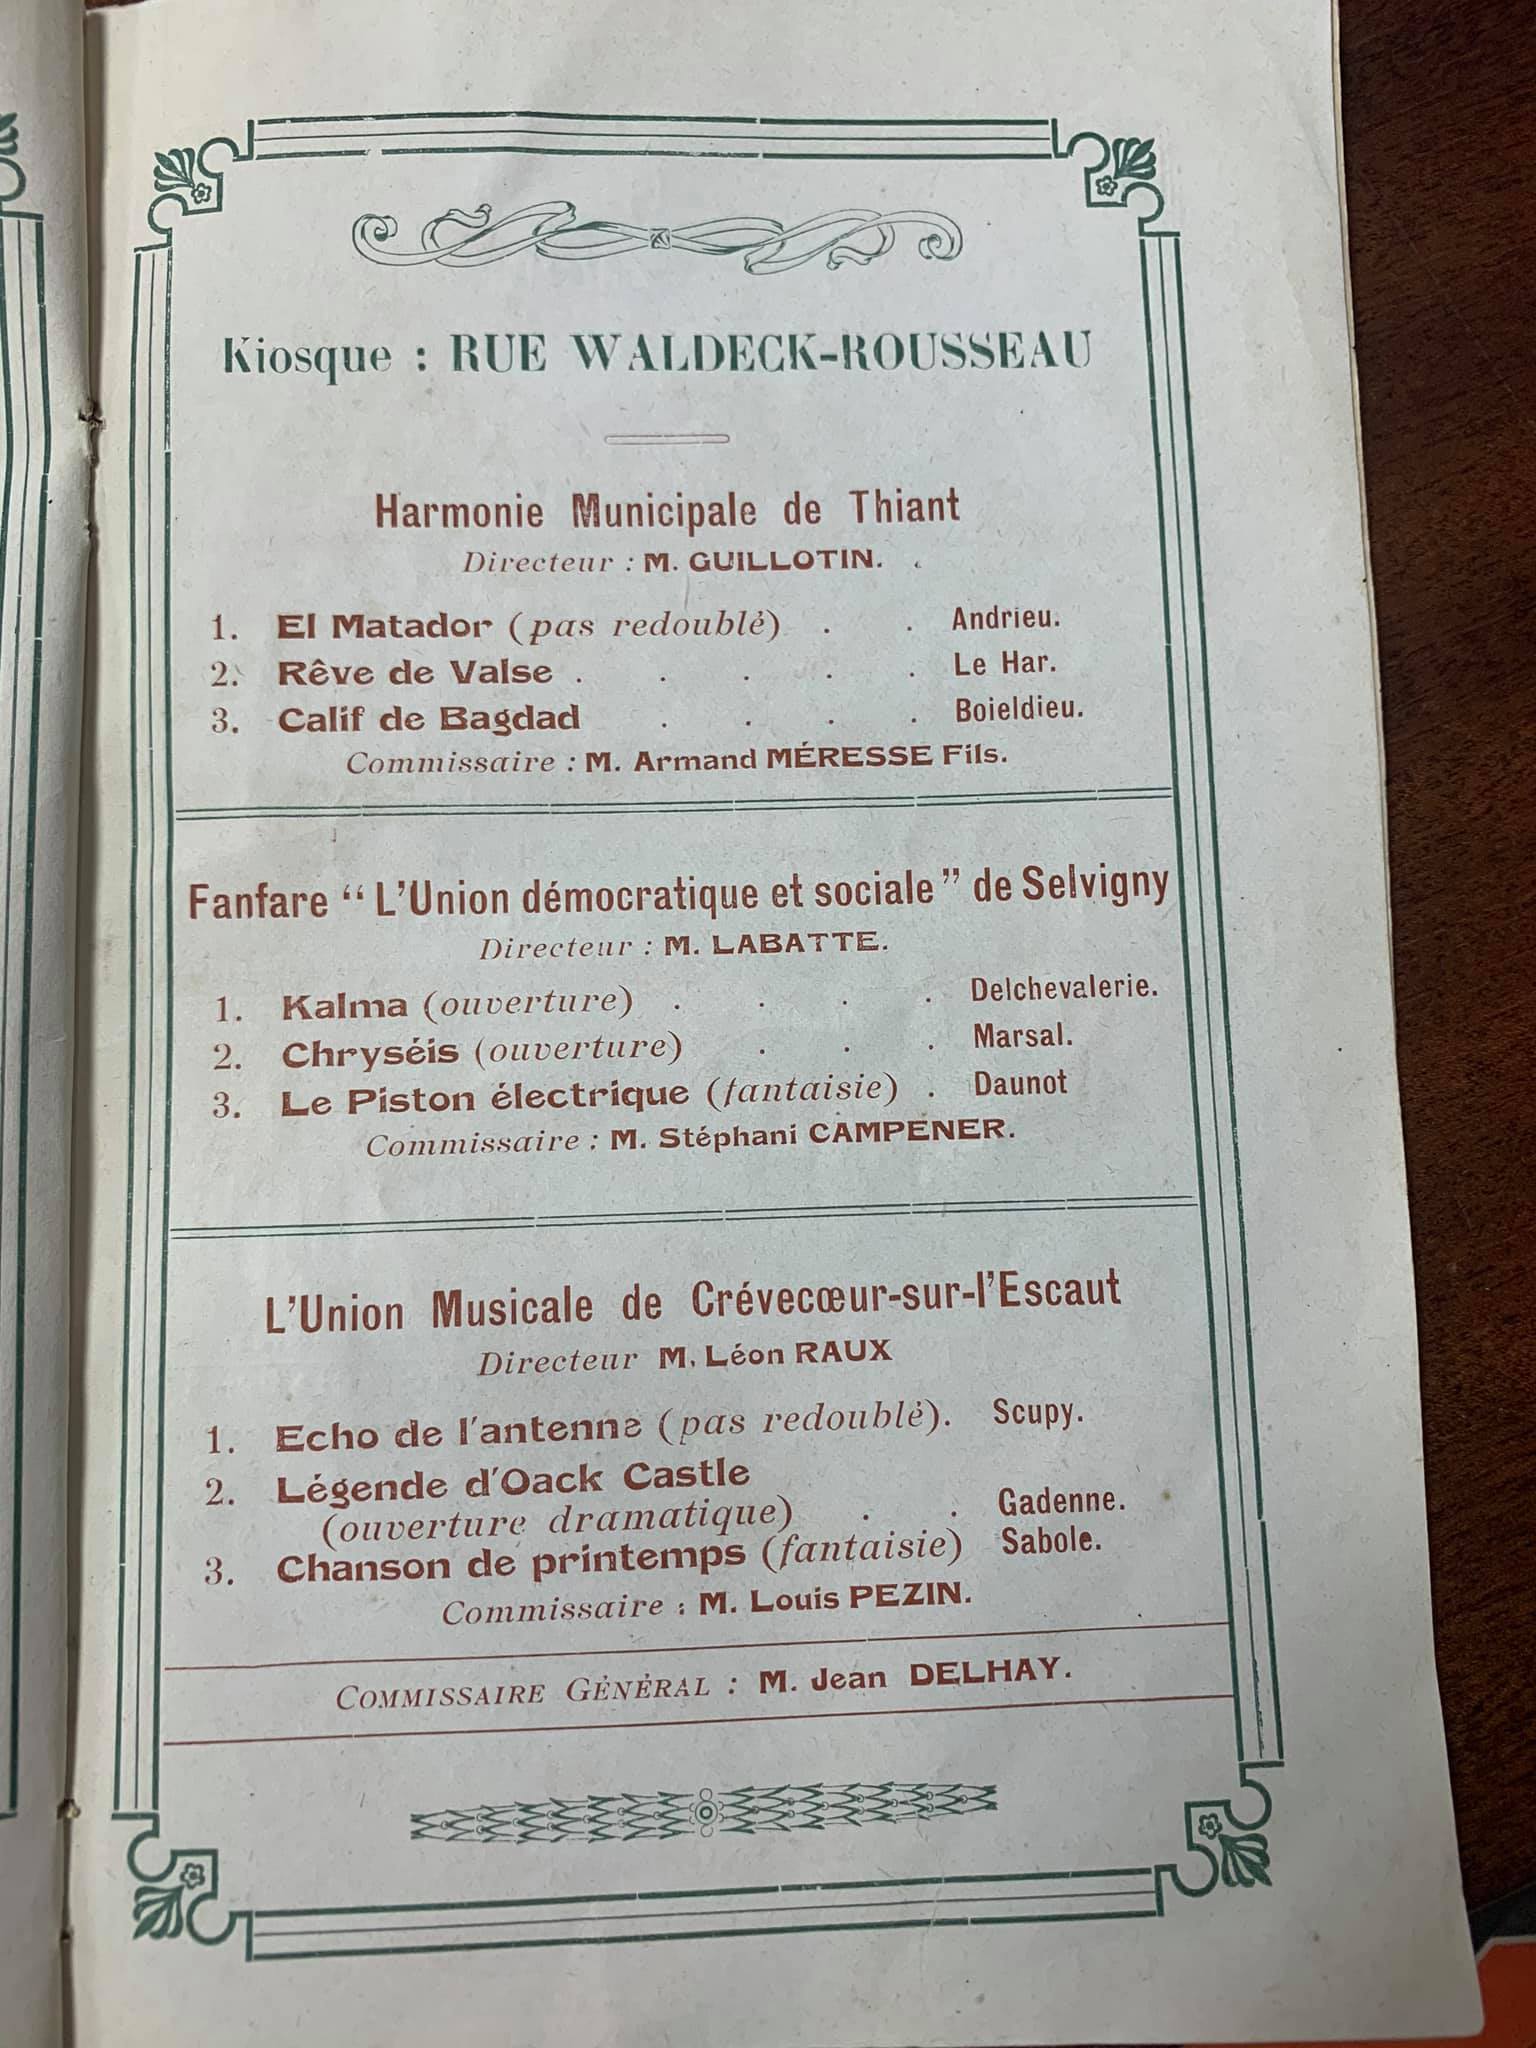 Kiosque : RUE WALDECK-ROUSSEAU
Harmonie Municipale de Thiant
Directeur : M. GUILLOTIN.
1. El Matador (pas redoublé) . . Andrieu.
2. Rêve de Valse . . . . . Le Har.
3. Calif de Bagdad . . . . Boieldieu.
Commissaire : M. Armand MÉRESSE Fils.
Fanfare “ L'Union démocratique et sociale ” de Selvigny
Directeur : M. LABATTE.
1. Kalma (ouverture) . . . . Delchevalerie.
2. Chryséis (ouverture) . . . Marsal.
3. Le Piston électrique (fantaisie) . Daunot
Commissaire : M. Stéphani CAMPENER.
L'Union Musicale de Crévecœur-sur-l'Escaut
Directeur M. Léon RAUX
1. Echo de l'antenne (pas redoublé). Scupy.
2. Légende d'Oack Castle
(ouverture dramatique) . . Gadenne.
3. Chanson de printemps (fantaisie) Sabole.
Commissaire : M. Louis PEZIN.
COMMISSAIRE GÉNÉRAL : M. Jean DELHAY.